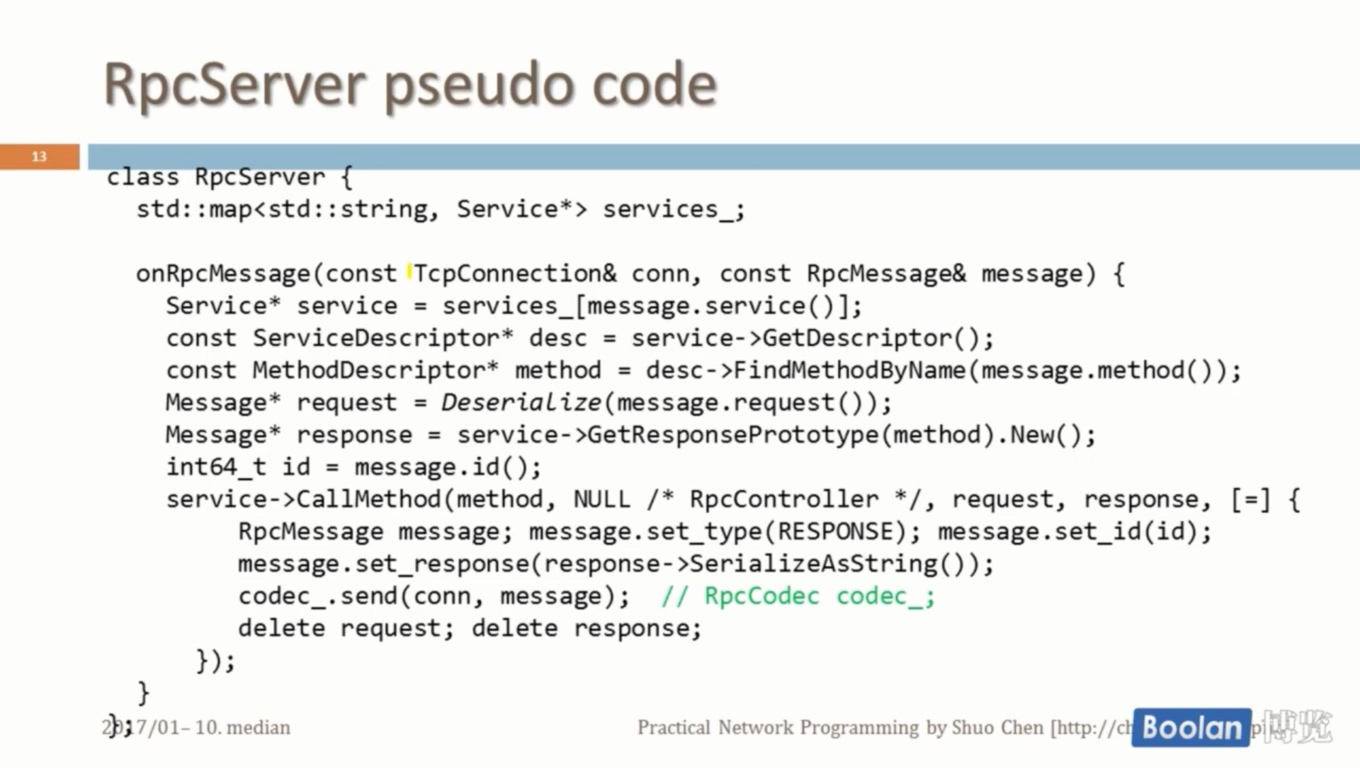 RpcServer pseudo code
13
class RpcServer {
  std::map<std::string, Service*> services_;

  onRpcMessage(const TcpConnection& conn, const RpcMessage& message) {
    Service* service = services_[message.service()];
    const ServiceDescriptor* desc = service->GetDescriptor();
    const MethodDescriptor* method = desc->FindMethodByName(message.method());
    Message* request = Deserialize(message.request());
    Message* response = service->GetResponsePrototype(method).New();
    int64_t id = message.id();
    service->CallMethod(method, NULL /* RpcController */, request, response, [=] {
         RpcMessage message; message.set_type(RESPONSE); message.set_id(id);
         message.set_response(response->SerializeAsString());
         codec_.send(conn, message);  // RpcCodec codec_;
         delete request; delete response;
      });
  }
};
2017/01– 10. median
Practical Network Programming by Shuo Chen [http://ch
Boolan 博览